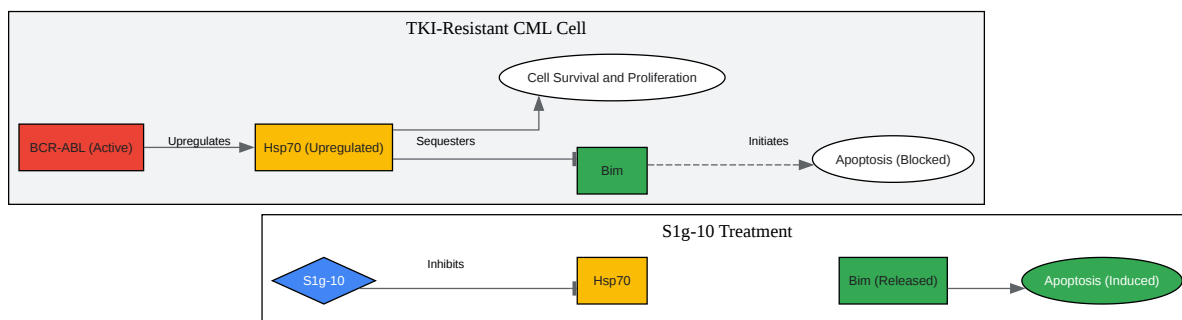 TKI-Resistant CML Cell
Cell Survival and Proliferation
BCR-ABL (Active)
Upregulates
Hsp70 (Upregulated)
Sequesters
Bim
Initiates
Apoptosis (Blocked)
S1g-10 Treatment
S1g-10
Inhibits
Hsp70
Bim (Released)
Apoptosis (Induced)